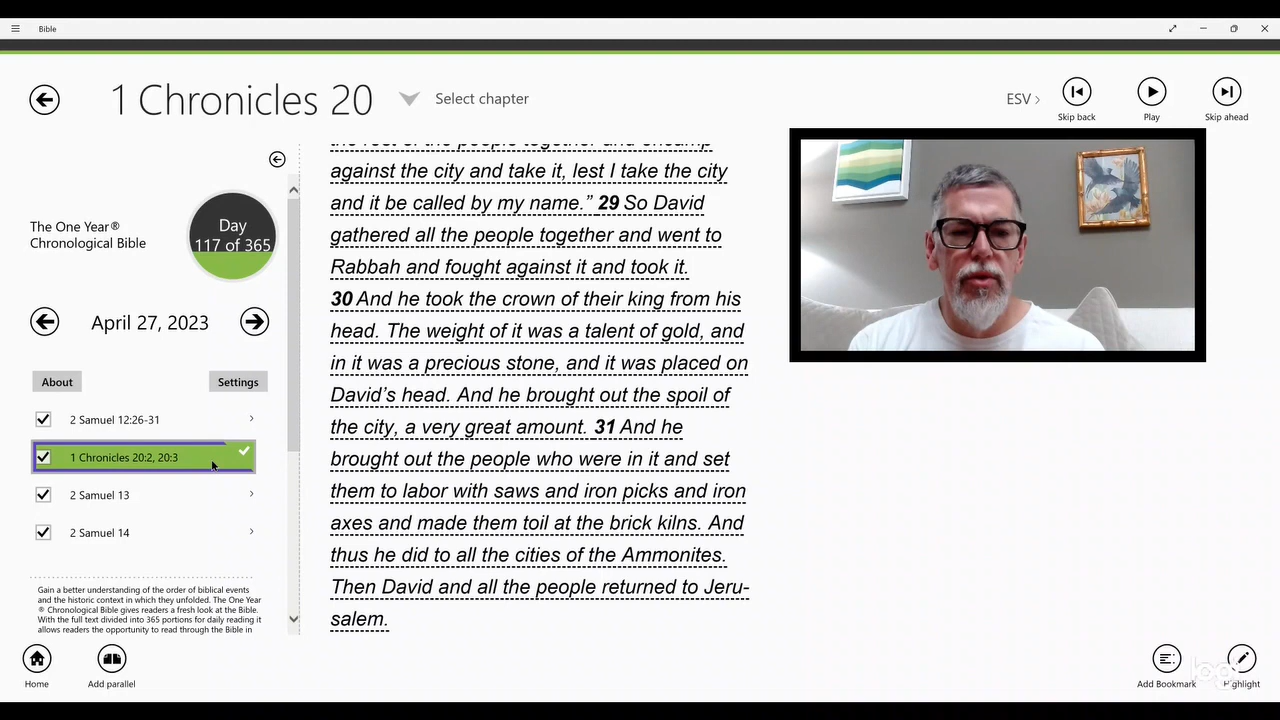 Bible
1 Chronicles 20
Select chapter
ESV
Skip back
Play
Skip ahead
The One Year®
Chronological Bible
Day
117 of 365
April 27, 2023
About
Settings
2 Samuel 12:26-31
1 Chronicles 20:2, 20:3
2 Samuel 13
2 Samuel 14
Gain a better understanding of the order of biblical events
and the historic context in which they unfolded. The One Year
® Chronological Bible gives readers a fresh look at the Bible.
With the full text divided into 365 portions for daily reading it
allows readers the opportunity to read through the Bible in
the rest of the people together and encamp
against the city and take it, lest I take the city
and it be called by my name.” 29 So David
gathered all the people together and went to
Rabbah and fought against it and took it.
30 And he took the crown of their king from his
head. The weight of it was a talent of gold, and
in it was a precious stone, and it was placed on
David’s head. And he brought out the spoil of
the city, a very great amount. 31 And he
brought out the people who were in it and set
them to labor with saws and iron picks and iron
axes and made them toil at the brick kilns. And
thus he did to all the cities of the Ammonites.
Then David and all the people returned to Jeru-
salem.
Home
Add parallel
Add Bookmark
Highlight
logi